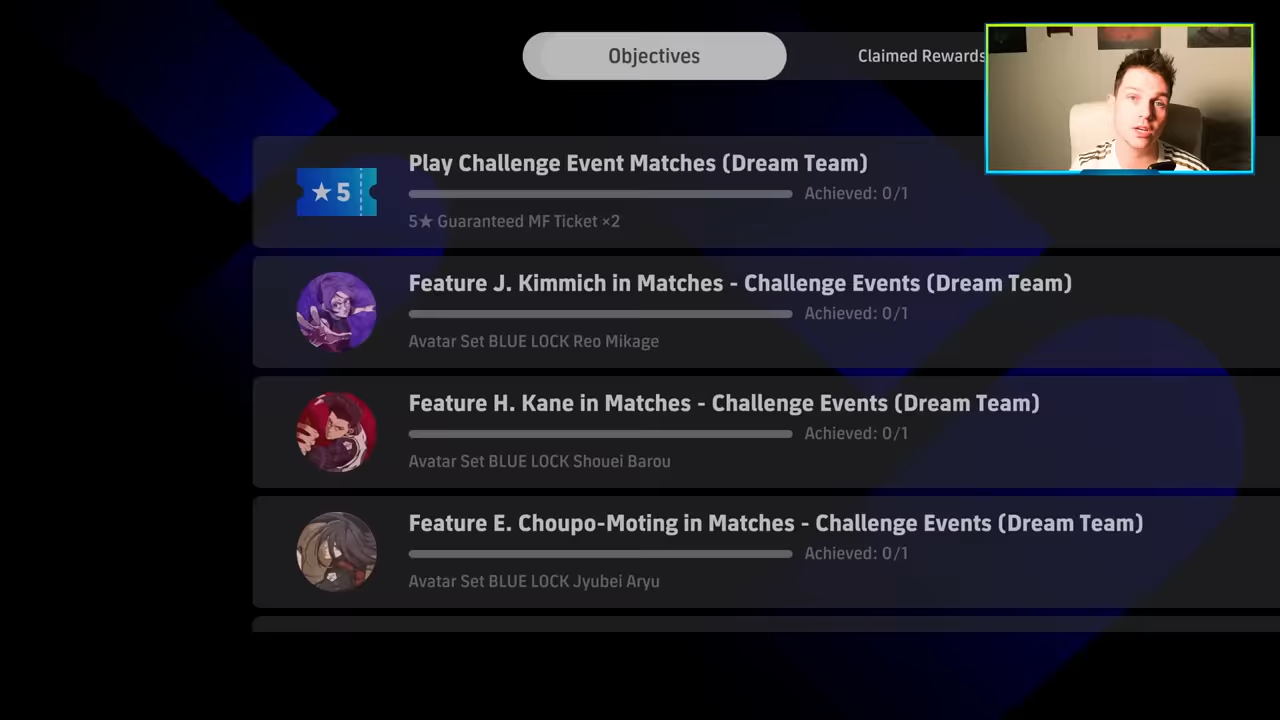 Objectives
Claimed Rewards
Play Challenge Event Matches (Dream Team)
★ 5
Achieved: 0/1
5★ Guaranteed MF Ticket ×2
Feature J. Kimmich in Matches - Challenge Events (Dream Team)
Achieved: 0/1
Avatar Set BLUE LOCK Reo Mikage
Feature H. Kane in Matches - Challenge Events (Dream Team)
Achieved: 0/1
Avatar Set BLUE LOCK Shouei Barou
Feature E. Choupo-Moting in Matches - Challenge Events (Dream Team)
Achieved: 0/1
Avatar Set BLUE LOCK Jyubei Aryu